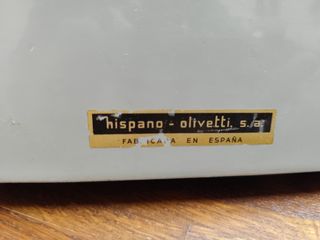 hispano - olivetti, s.a.
FABRICADA EN ESPAÑA